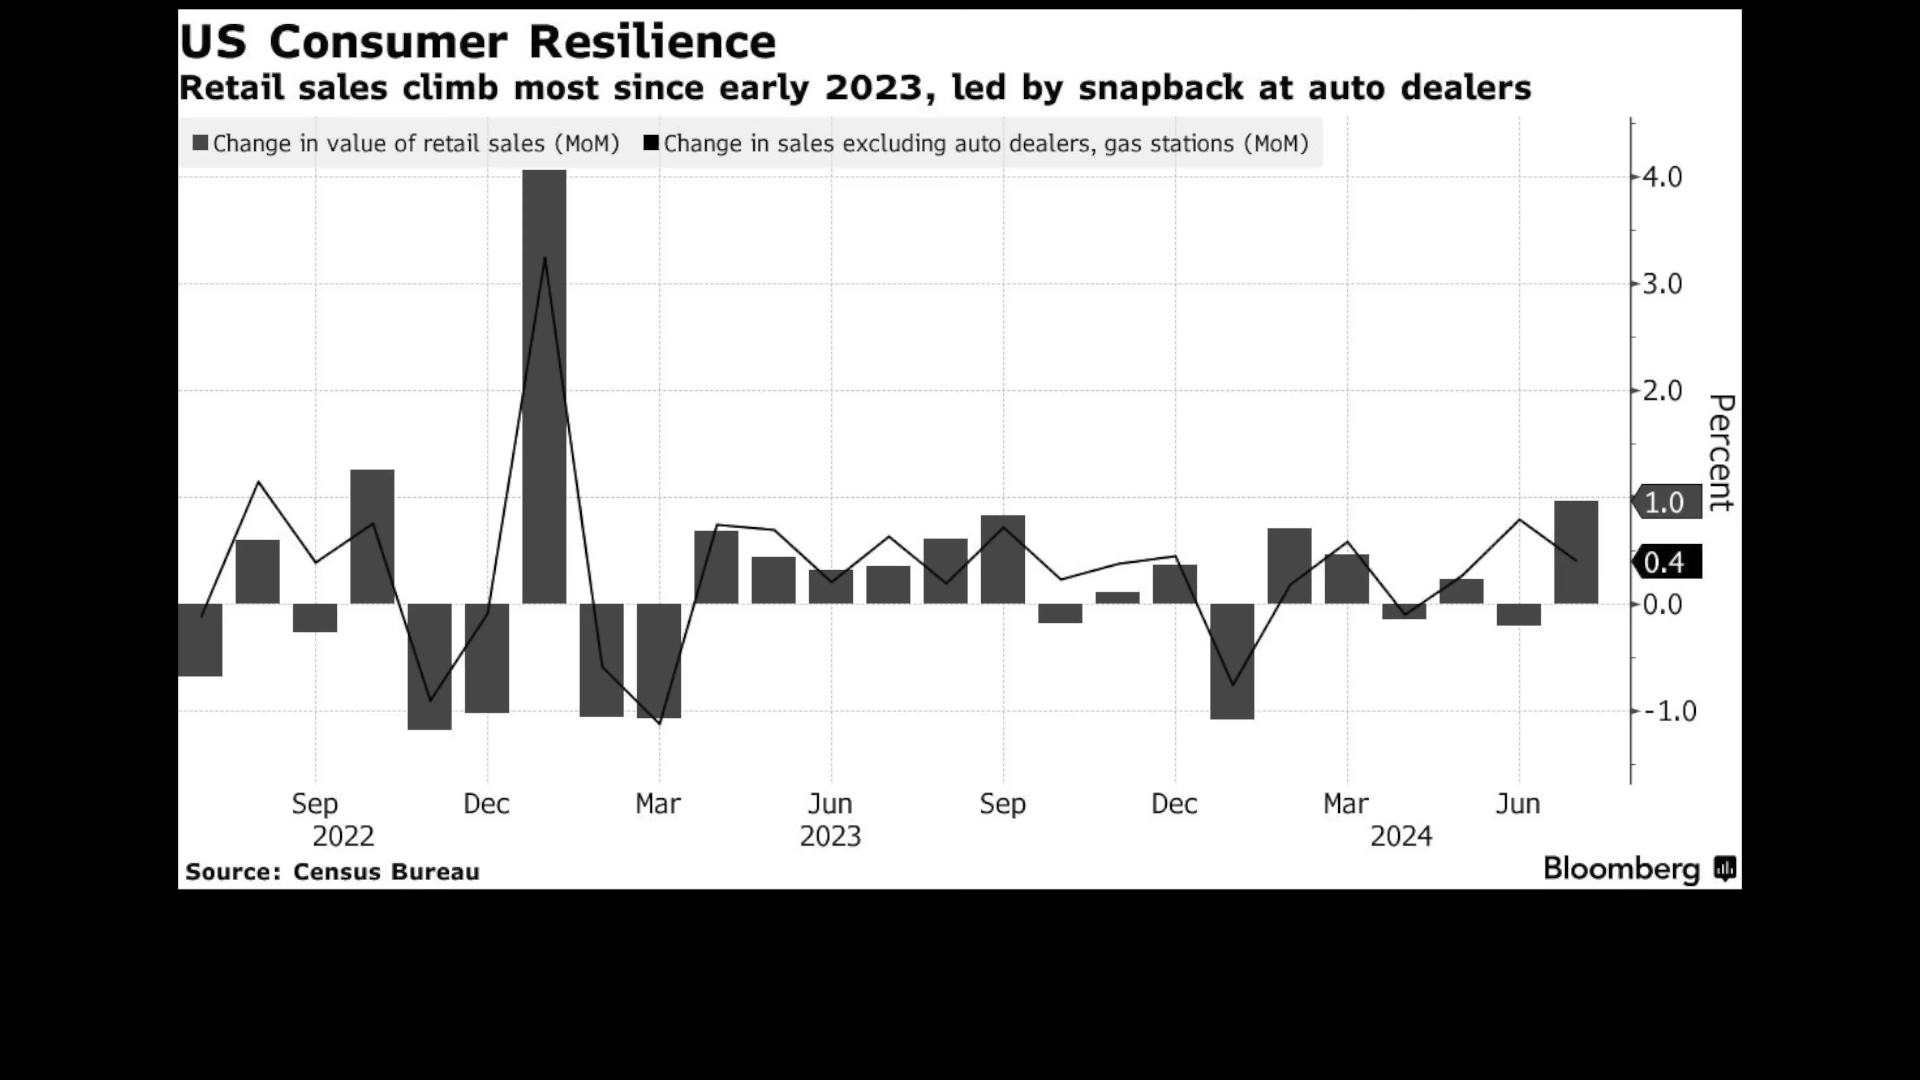 US Consumer Resilience
Retail sales climb most since early 2023, led by snapback at auto dealers
Change in value of retail sales (MoM) Change in sales excluding auto dealers, gas stations (MoM)
4.0
3.0
2.0
1.0
0.4
0.0
-1.0
Percent
Sep Dec Mar Jun Sep Dec Mar Jun
2022 2023 2024
Source: Census Bureau
Bloomberg